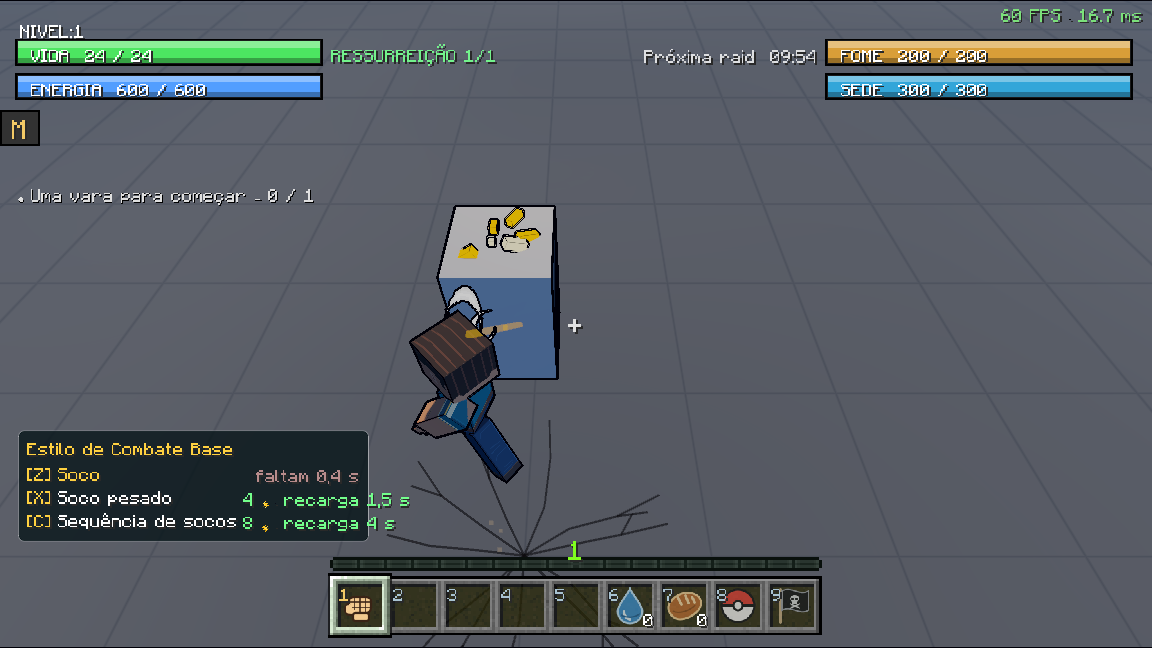 60 FPS . 16.7 ms
NIVEL:1
VIDA 24 / 24
RESSURREIÇÃO 1/1
Próxima raid 09:54
FOME 200 / 200
ENERGIA 600 / 600
SEDE 300 / 300
M
. Uma vara para começar - 0 / 1
Estilo de Combate Base
[Z] Soco faltam 0,4 s
[X] Soco pesado 4 recarga 1,5 s
[C] Sequência de socos 8 recarga 4 s
1
1 2 3 4 5 6 7 8 9
0 0